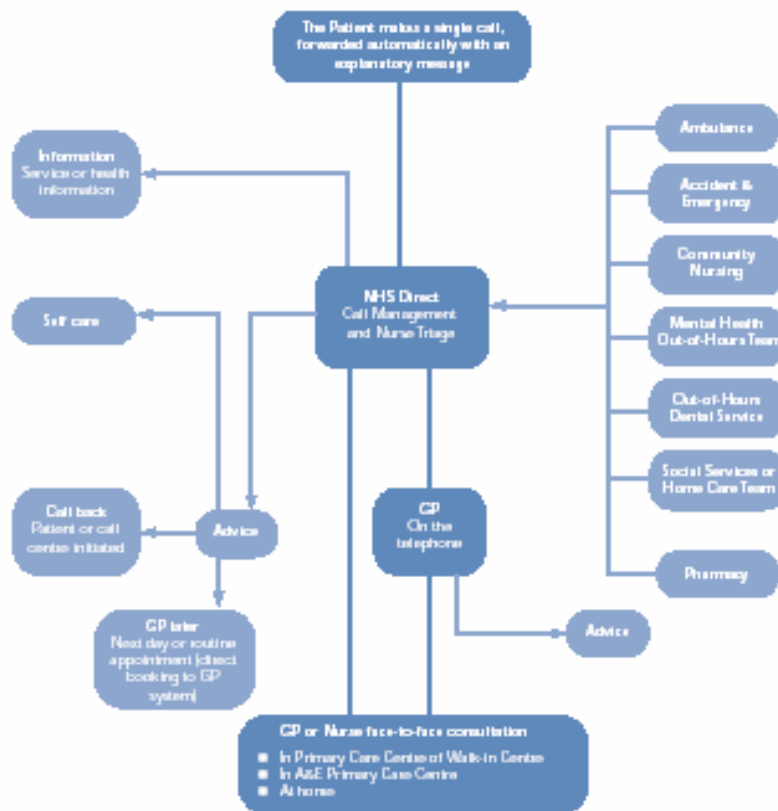 The Patient makes a single call,
forwarded automatically with an
explanatory message
Information
Service or health
information
Ambulance
Accident &
Emergency
Community
Nursing
NHS Direct
Call Management
and Nurse Triage
Self care
Mental Health
Out-of-Hours Team
Out-of-Hours
Dental Service
Social Services or
Home Care Team
Call back
Patient or call
centre initiated
Advice
GP
On the
telephone
Pharmacy
GP later
Next day or routine
appointment (direct
booking to GP
system)
Advice
GP or Nurse face-to-face consultation
In Primary Care Centre of Walk-in Centre
In A&E Primary Care Centre
At home